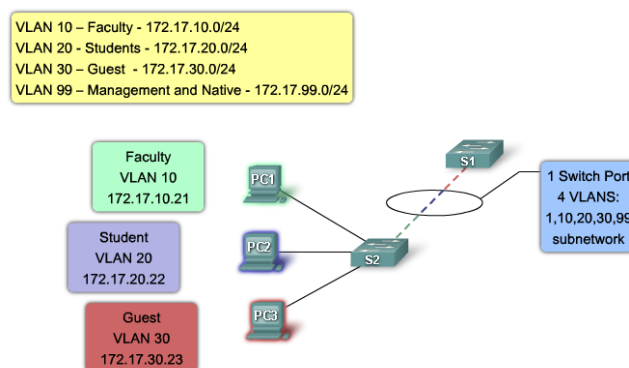 VLAN 10 – Faculty - 172.17.10.0/24
VLAN 20 - Students - 172.17.20.0/24
VLAN 30 – Guest - 172.17.30.0/24
VLAN 99 – Management and Native - 172.17.99.0/24
S1
Faculty
VLAN 10
172.17.10.21
PC1
1 Switch Port
4 VLANS:
1,10,20,30,99
subnetwork
Student
VLAN 20
172.17.20.22
PC2
S2
Guest
VLAN 30
172.17.30.23
PC3